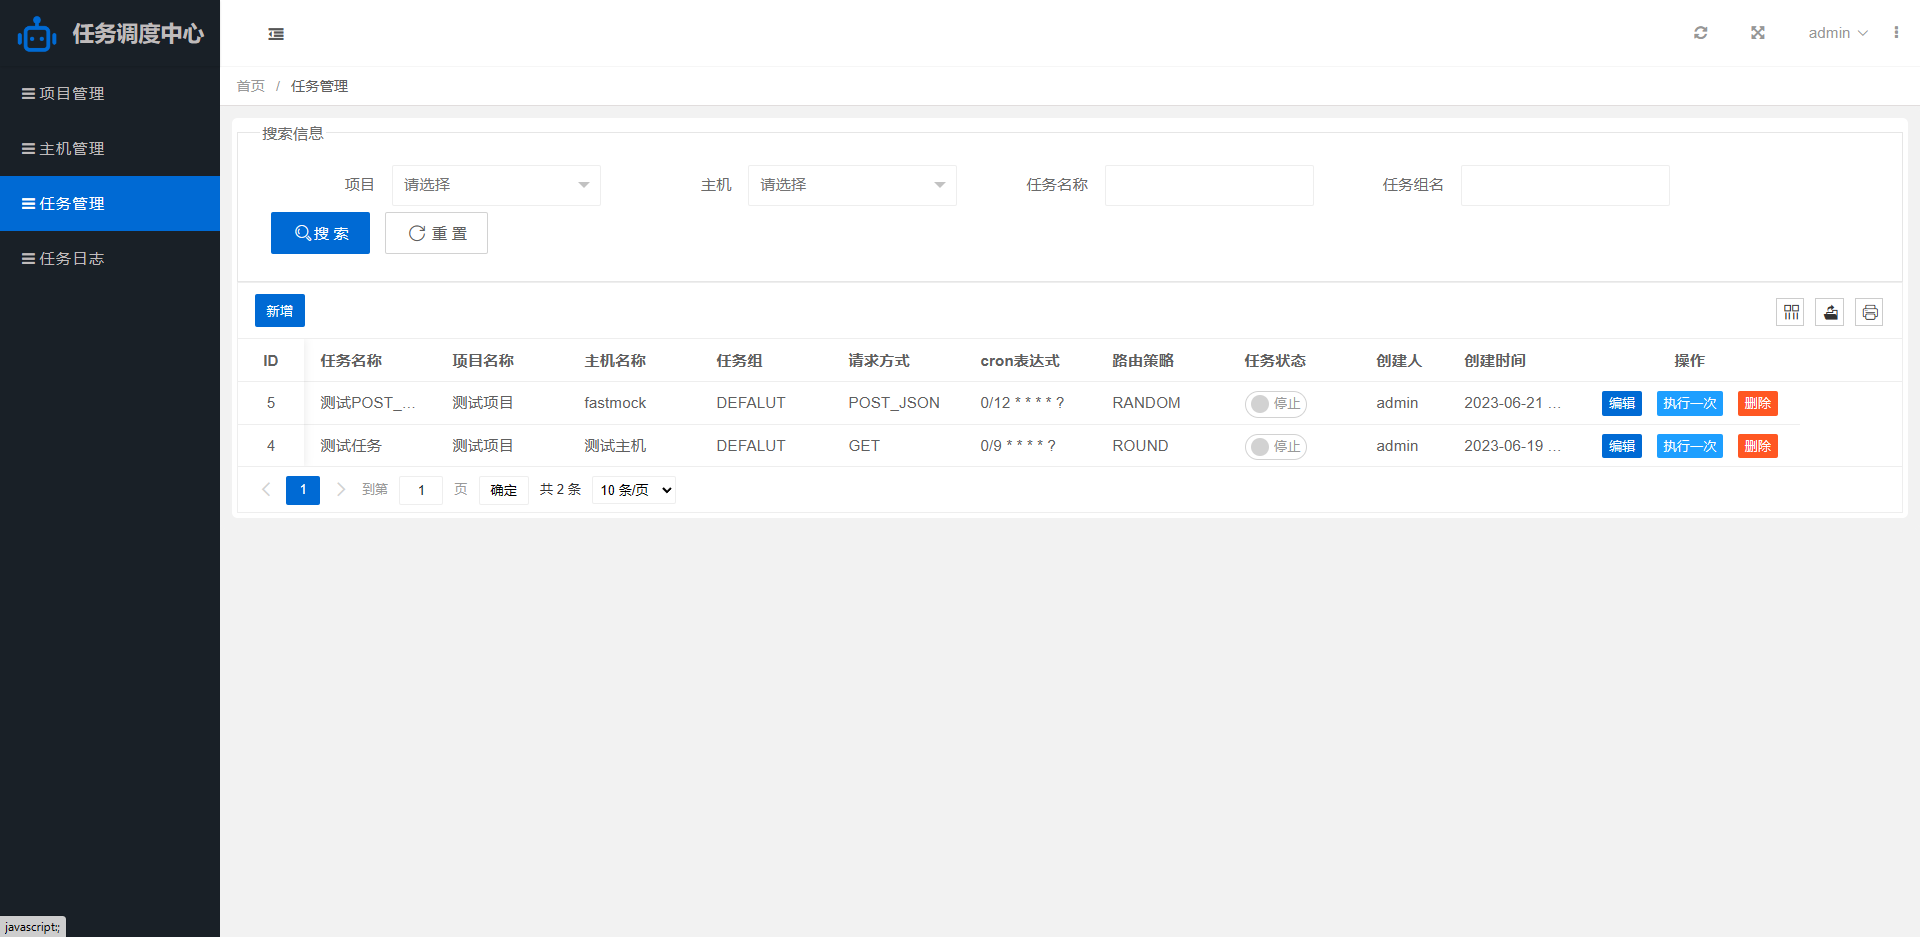 任务调度中心
admin
项目管理
主机管理
任务管理
任务日志
首页 / 任务管理
搜索信息
项目 请选择 主机 请选择 任务名称 任务组名
搜 索 重 置
新增
ID 任务名称 项目名称 主机名称 任务组 请求方式 cron表达式 路由策略 任务状态 创建人 创建时间 操作
5 测试POST_... 测试项目 fastmock DEFALUT POST_JSON 0/12 * * * * ? RANDOM 停止 admin 2023-06-21 ... 编辑 执行一次 删除
4 测试任务 测试项目 测试主机 DEFALUT GET 0/9 * * * * ? ROUND 停止 admin 2023-06-19 ... 编辑 执行一次 删除
1 到第 1 页 确定 共 2 条 10 条/页
javascript:;